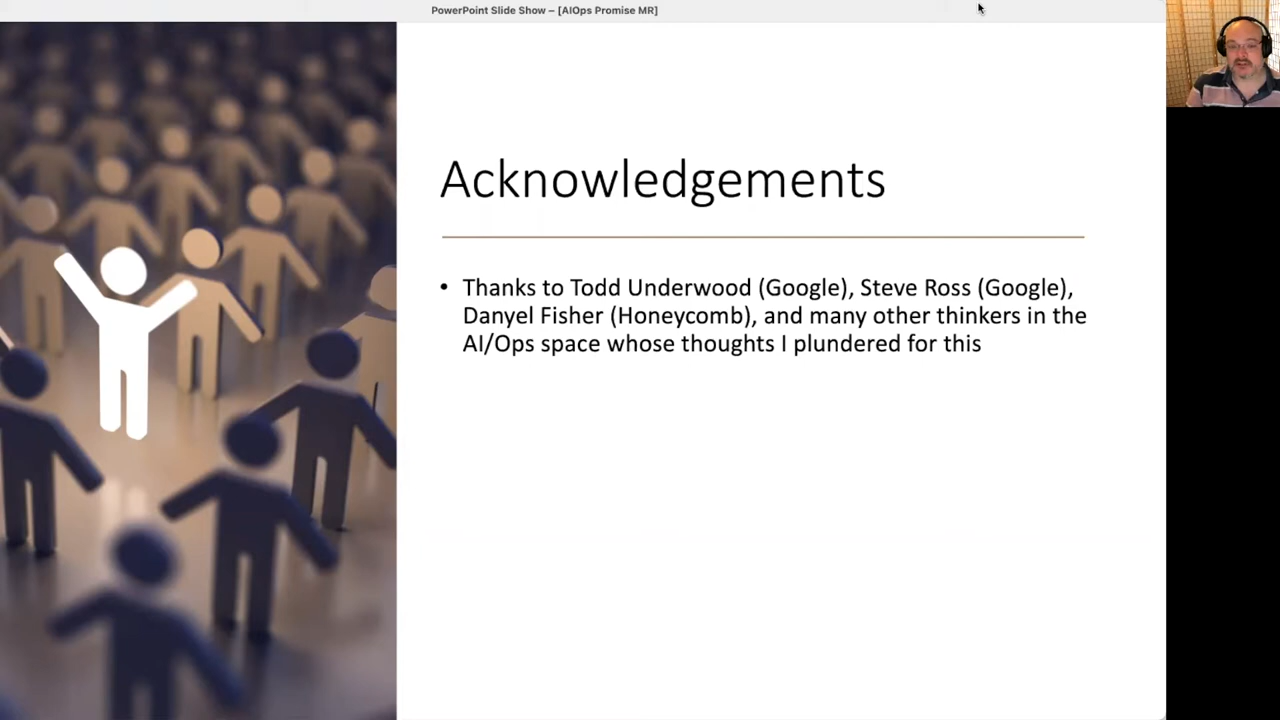 PowerPoint Slide Show – [AIOps Promise MR]
Acknowledgements
• Thanks to Todd Underwood (Google), Steve Ross (Google),
Danyel Fisher (Honeycomb), and many other thinkers in the
AI/Ops space whose thoughts I plundered for this